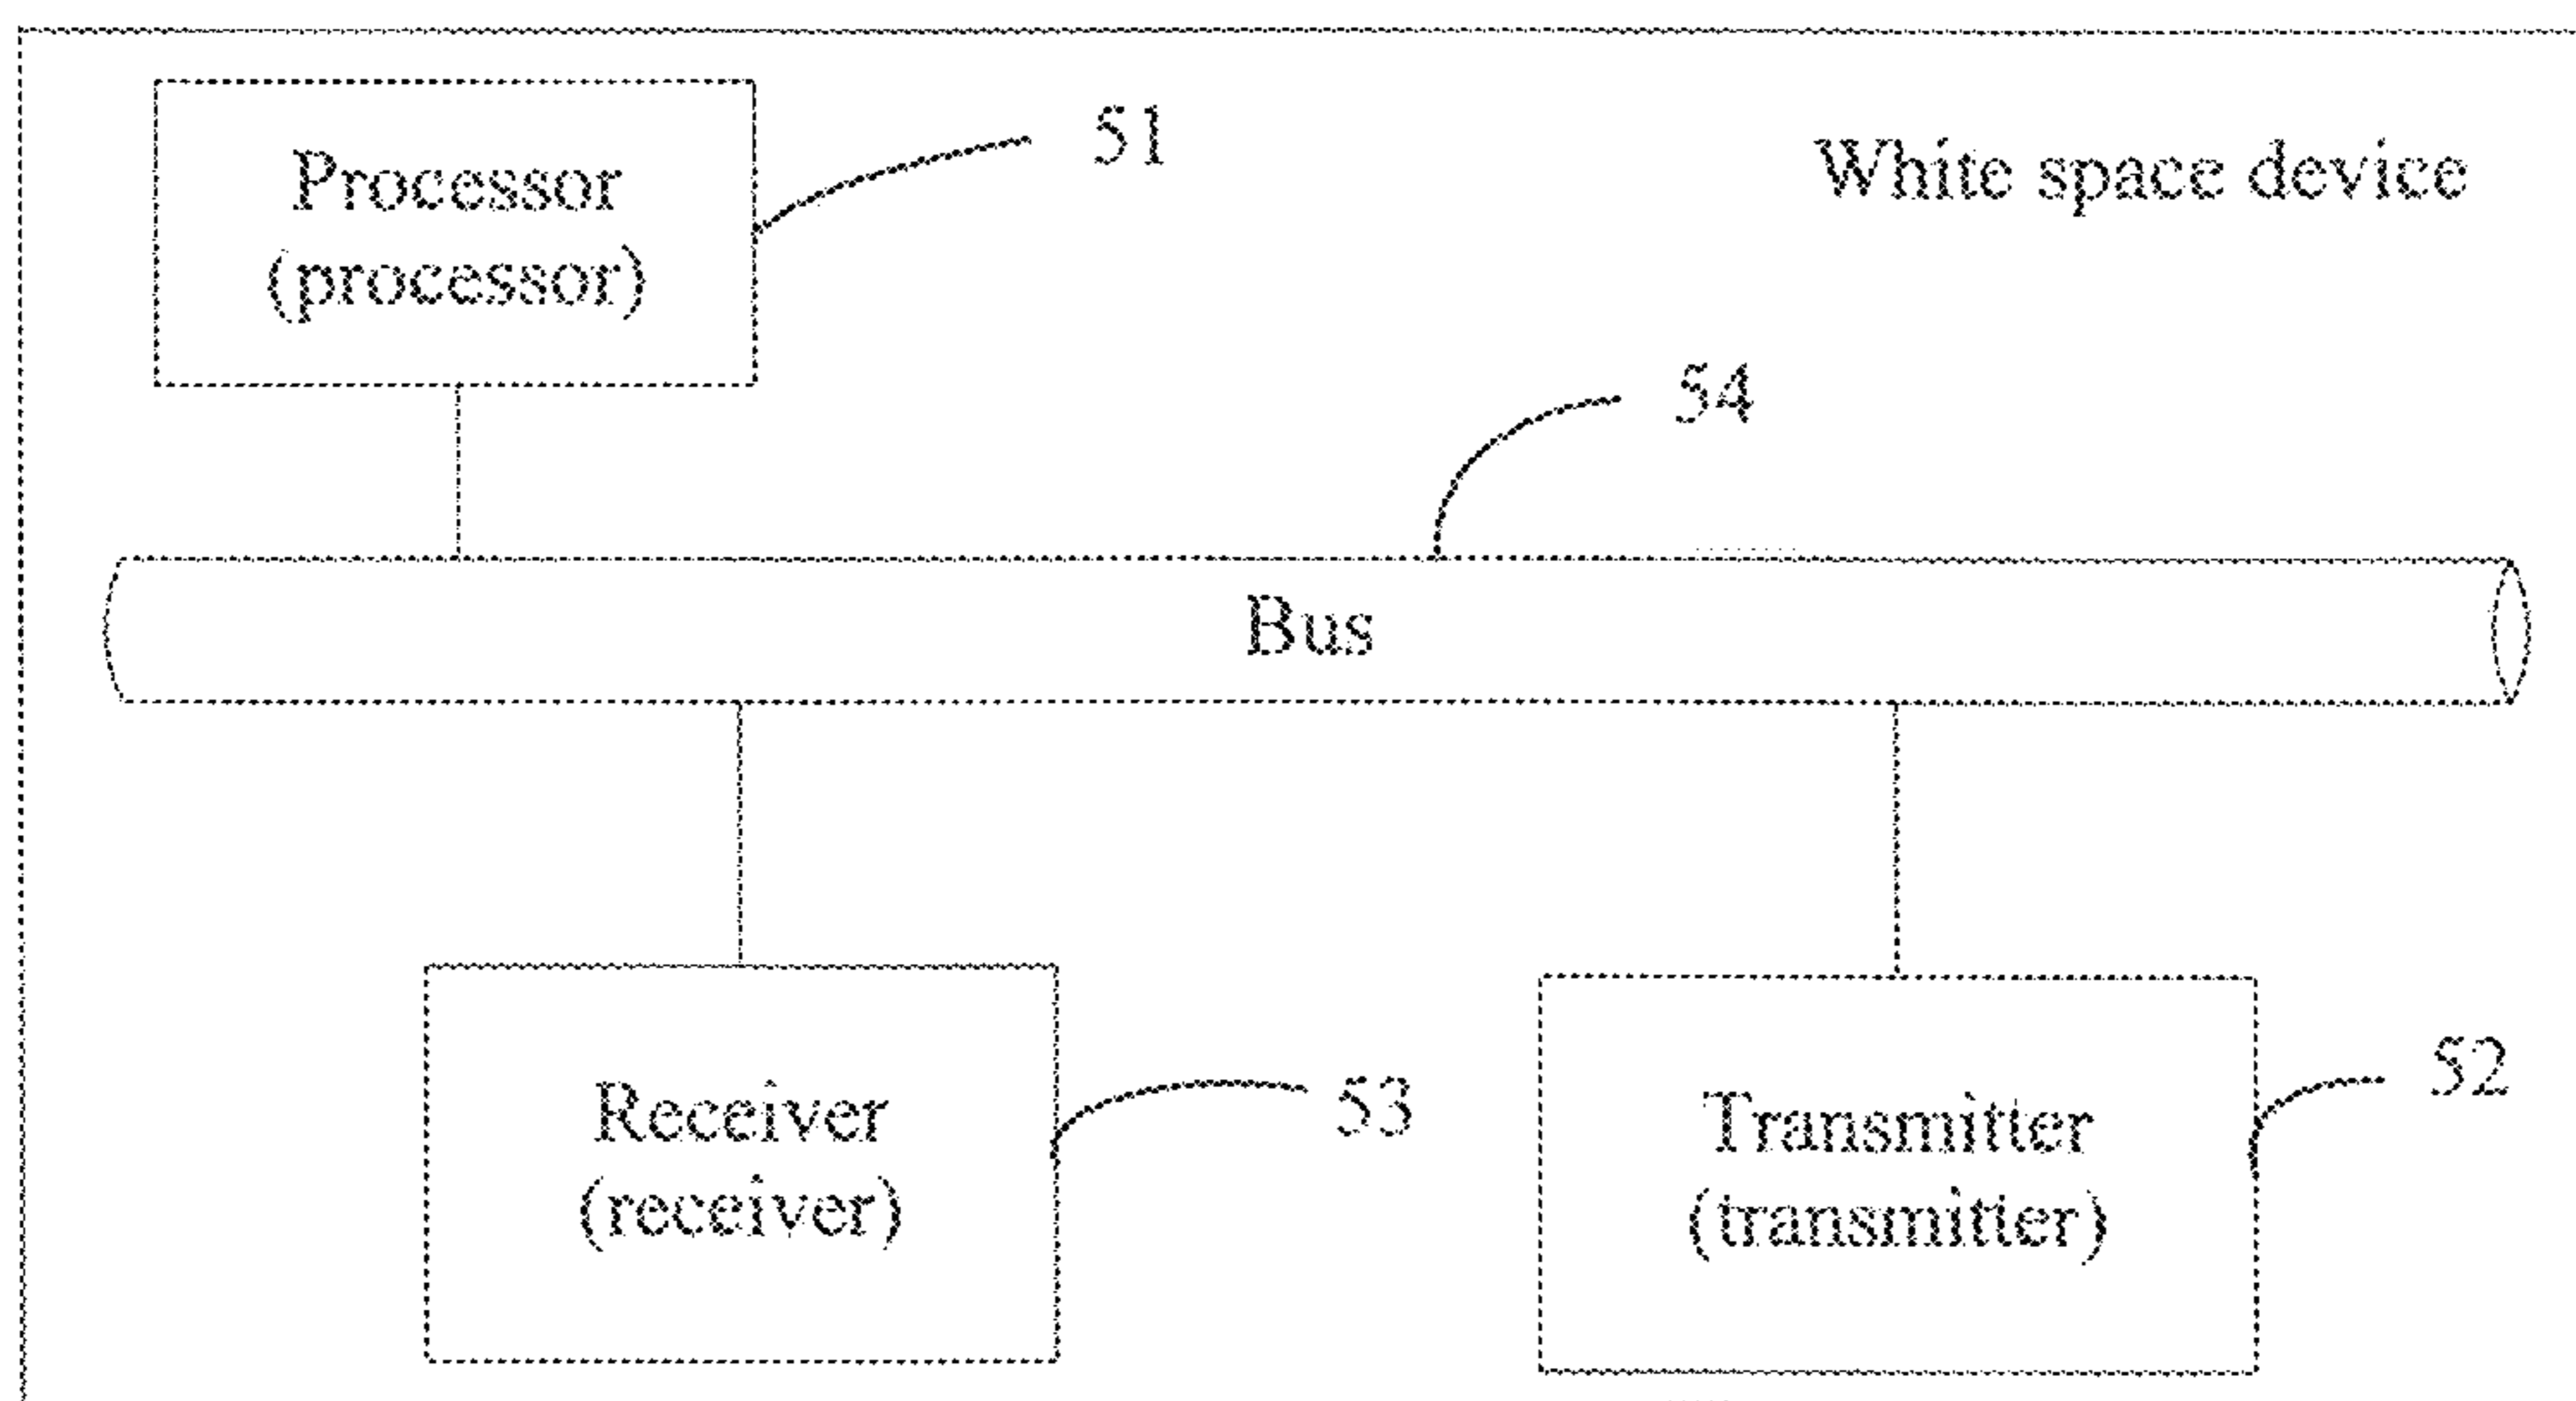 Processor
(processor)
51
White space device
54
Bus
Receiver
(receiver)
53
Transmitter
(transmitter)
52